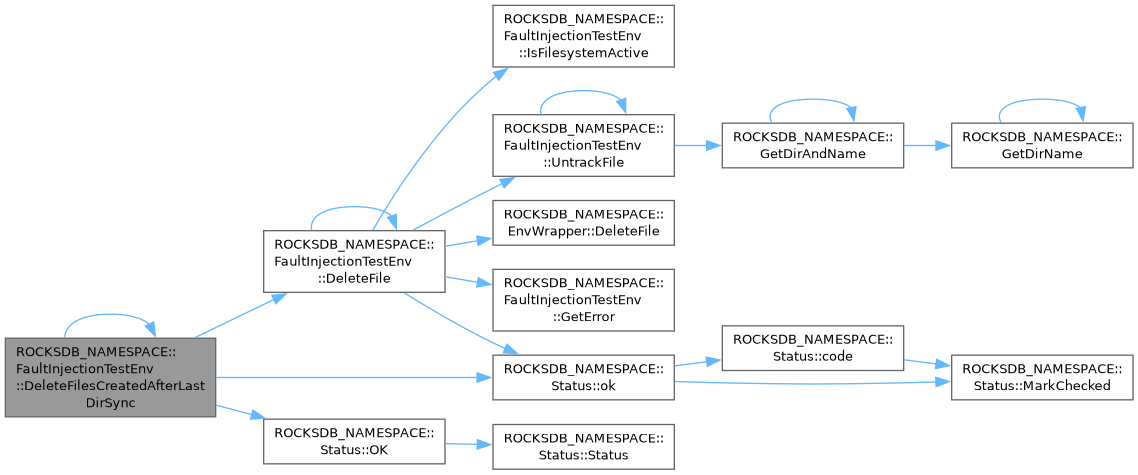 ROCKSDB_NAMESPACE::
FaultInjectionTestEnv
::DeleteFilesCreatedAfterLast
DirSync
ROCKSDB_NAMESPACE::
FaultInjectionTestEnv
::DeleteFile
ROCKSDB_NAMESPACE::
Status::OK
ROCKSDB_NAMESPACE::
FaultInjectionTestEnv
::IsFilesystemActive
ROCKSDB_NAMESPACE::
FaultInjectionTestEnv
::UntrackFile
ROCKSDB_NAMESPACE::
EnvWrapper::DeleteFile
ROCKSDB_NAMESPACE::
FaultInjectionTestEnv
::GetError
ROCKSDB_NAMESPACE::
Status::ok
ROCKSDB_NAMESPACE::
Status::Status
ROCKSDB_NAMESPACE::
GetDirAndName
ROCKSDB_NAMESPACE::
Status::code
ROCKSDB_NAMESPACE::
GetDirName
ROCKSDB_NAMESPACE::
Status::MarkChecked